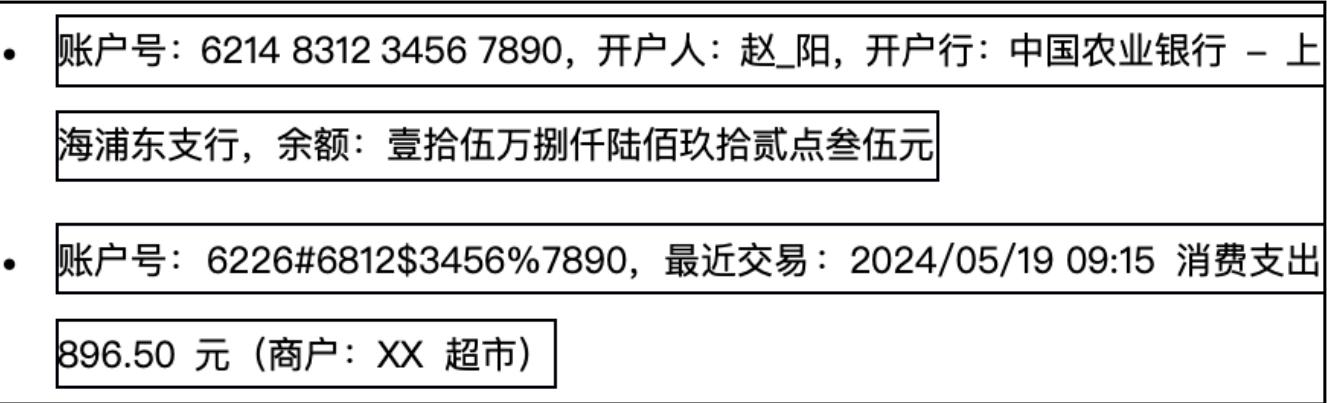 • 账户号：6214 8312 3456 7890，开户人：赵_阳，开户行：中国农业银行 – 上
海浦东支行，余额：壹拾伍万捌仟陆佰玖拾贰点叁伍元
• 账户号：6226#6812$3456%7890，最近交易：2024/05/19 09:15 消费支出
896.50 元（商户：XX 超市）